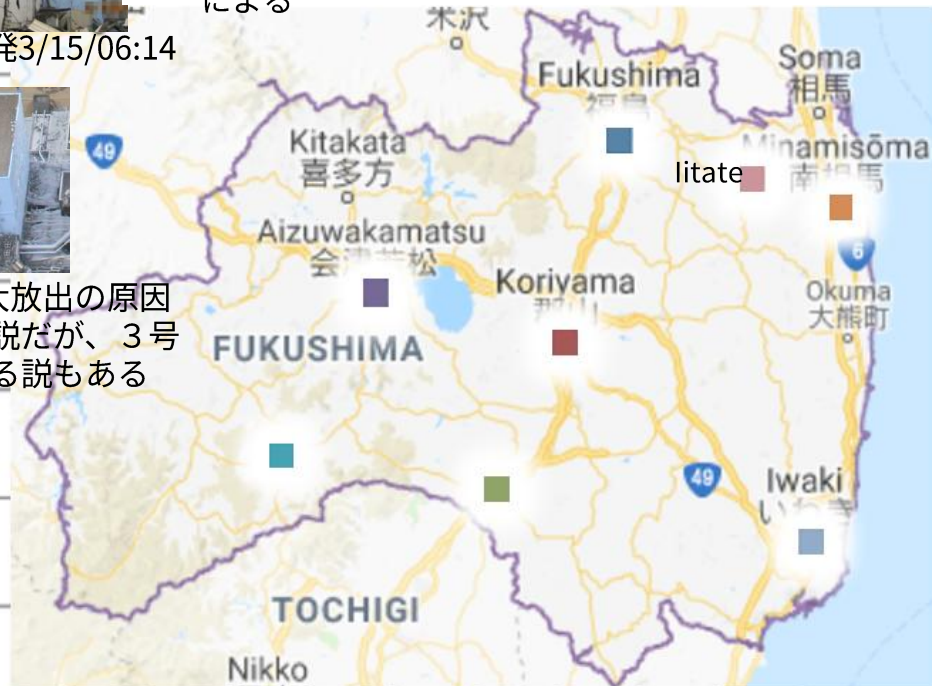 による
発3/15/06:14
米沢
Fukushima
福島
Soma
相馬
49
Kitakata
喜多方
Minamisōma
南相馬
Iitate
Aizuwakamatsu
会津若松
6
Koriyama
郡山
Okuma
大熊町
大放出の原因
説だが、３号
る説もある
FUKUSHIMA
49
Iwaki
いわき
TOCHIGI
Nikko